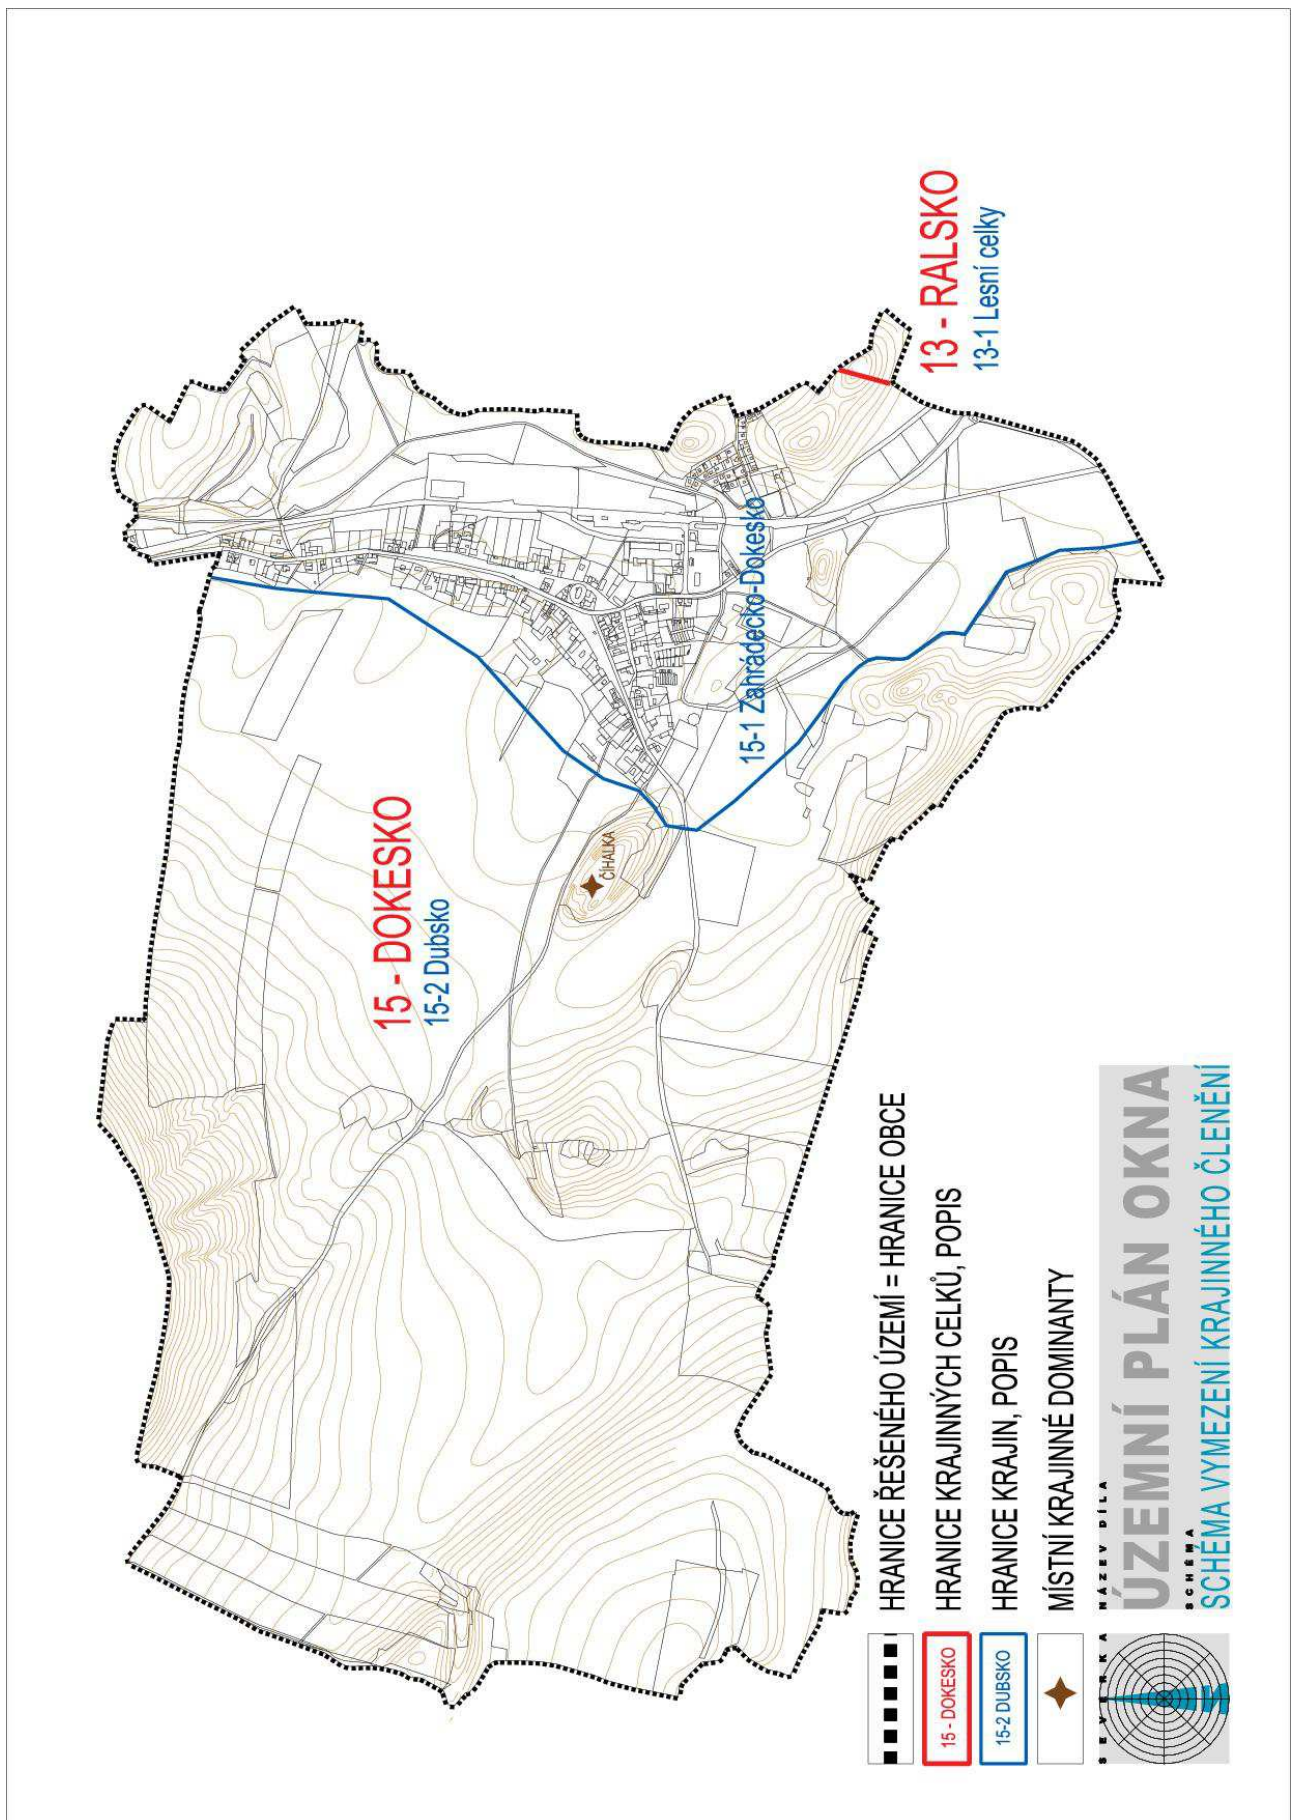 15 - DOKESKO
15-2 Dubsko
ČÍHALKA
15-1 Zahrádecko-Dokesko
13 - RALSKO
13-1 Lesní celky
HRANICE ŘEŠENÉHO ÚZEMÍ = HRANICE OBCE
15 - DOKESKO
HRANICE KRAJINNÝCH CELKŮ, POPIS
15-2 DUBSKO
HRANICE KRAJIN, POPIS
MÍSTNÍ KRAJINNÉ DOMINANTY
SEVERKA
NÁZEV DÍLA
ÚZEMNÍ PLÁN OKNA
SCHÉMA
SCHÉMA VYMEZENÍ KRAJINNÉHO ČLENĚNÍ